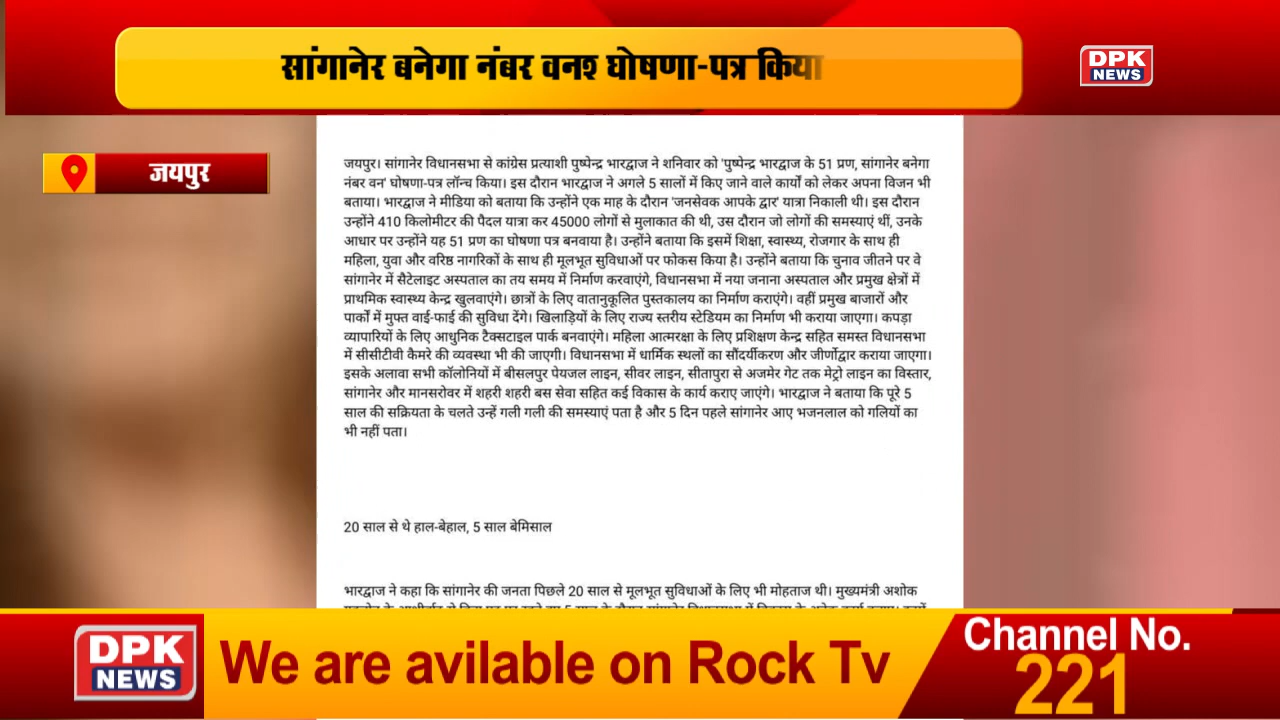 सांगानेर बनेगा नंबर वनश घोषणा-पत्र किया
DPK
NEWS
जयपुर
जयपुर। सांगानेर विधानसभा से कांग्रेस प्रत्याशी पुष्पेन्द्र भारद्वाज ने शनिवार को 'पुष्पेन्द्र भारद्वाज के 51 प्रण, सांगानेर बनेगा
नंबर वन' घोषणा-पत्र लॉन्च किया। इस दौरान भारद्वाज ने अगले 5 सालों में किए जाने वाले कार्यों को लेकर अपना विजन भी
बताया। भारद्वाज ने मीडिया को बताया कि उन्होंने एक माह के दौरान 'जनसेवक आपके द्वार' यात्रा निकाली थी। इस दौरान
उन्होंने 410 किलोमीटर की पैदल यात्रा कर 45000 लोगों से मुलाकात की थी, उस दौरान जो लोगों की समस्याएं थीं, उनके
आधार पर उन्होंने यह 51 प्रण का घोषणा पत्र बनवाया है। उन्होंने बताया कि इसमें शिक्षा, स्वास्थ्य, रोजगार के साथ ही
महिला, युवा और वरिष्ठ नागरिकों के साथ ही मूलभूत सुविधाओं पर फोकस किया है। उन्होंने बताया कि चुनाव जीतने पर वे
सांगानेर में सैटेलाइट अस्पताल का तय समय में निर्माण करवाएंगे, विधानसभा में नया जनाना अस्पताल और प्रमुख क्षेत्रों में
प्राथमिक स्वास्थ्य केन्द्र खुलवाएंगे। छात्रों के लिए वातानुकूलित पुस्तकालय का निर्माण कराएंगे। वहीं प्रमुख बाजारों और
पार्कों में मुफ्त वाई-फाई की सुविधा देंगे। खिलाड़ियों के लिए राज्य स्तरीय स्टेडियम का निर्माण भी कराया जाएगा। कपड़ा
व्यापारियों के लिए आधुनिक टैक्सटाइल पार्क बनवाएंगे। महिला आत्मरक्षा के लिए प्रशिक्षण केन्द्र सहित समस्त विधानसभा
में सीसीटीवी कैमरे की व्यवस्था भी की जाएगी। विधानसभा में धार्मिक स्थलों का सौंदर्यीकरण और जीर्णोद्वार कराया जाएगा।
इसके अलावा सभी कॉलोनियों में बीसलपुर पेयजल लाइन, सीवर लाइन, सीतापुरा से अजमेर गेट तक मेट्रो लाइन का विस्तार,
सांगानेर और मानसरोवर में शहरी शहरी बस सेवा सहित कई विकास के कार्य कराए जाएंगे। भारद्वाज ने बताया कि पूरे 5
साल की सक्रियता के चलते उन्हें गली गली की समस्याएं पता है और 5 दिन पहले सांगानेर आए भजनलाल को गलियों का
भी नहीं पता।
20 साल से थे हाल-बेहाल, 5 साल बेमिसाल
भारद्वाज ने कहा कि सांगानेर की जनता पिछले 20 साल से मूलभूत सुविधाओं के लिए भी मोहताज थी। मुख्यमंत्री अशोक
DPK
NEWS
We are avilable on Rock Tv
Channel No.
221